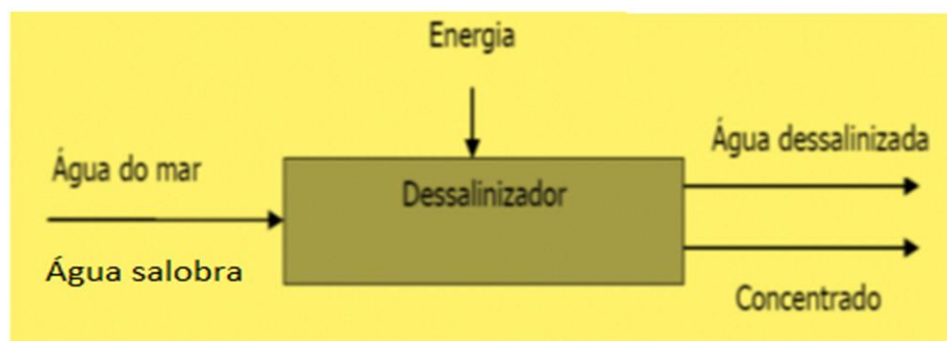 Energia
Água do mar
Água salobra
Dessalinizador
Água dessalinizada
Concentrado